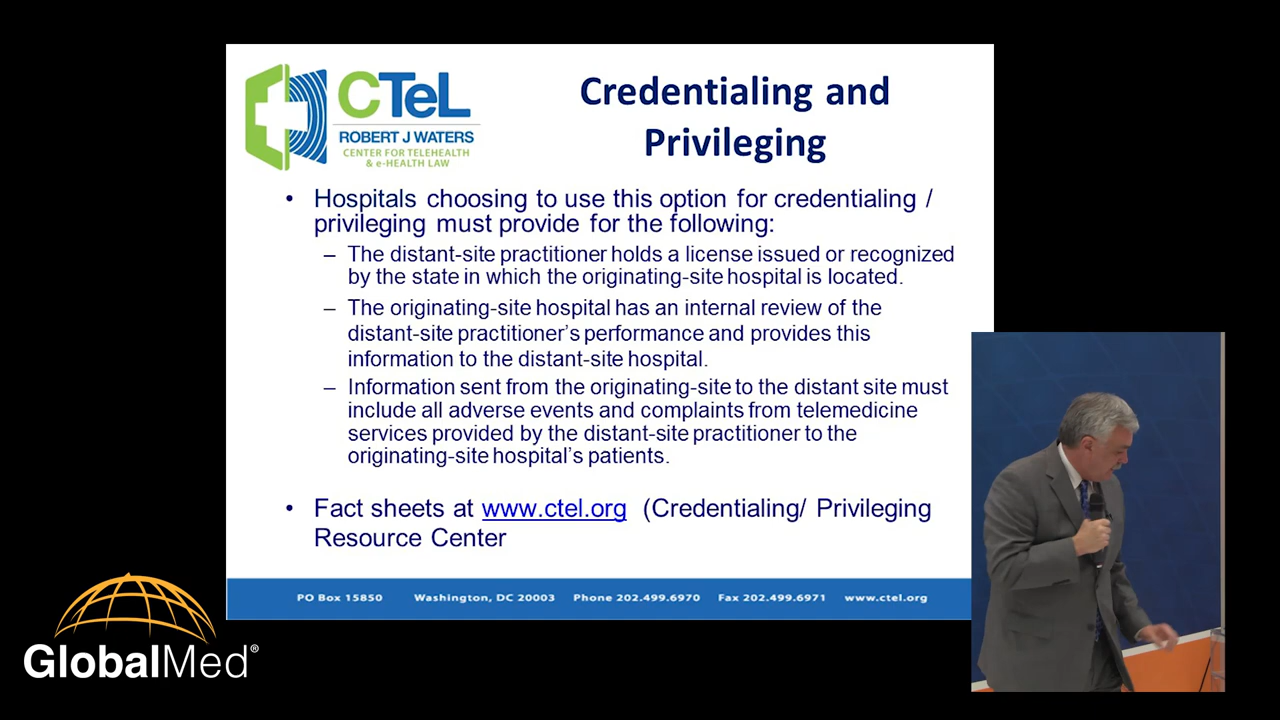 CTeL
ROBERT J WATERS
CENTER FOR TELEHEALTH
& e-HEALTH LAW
Credentialing and
Privileging
• Hospitals choosing to use this option for credentialing /
privileging must provide for the following:
– The distant-site practitioner holds a license issued or recognized
by the state in which the originating-site hospital is located.
– The originating-site hospital has an internal review of the
distant-site practitioner's performance and provides this
information to the distant-site hospital.
– Information sent from the originating-site to the distant site must
include all adverse events and complaints from telemedicine
services provided by the distant-site practitioner to the
originating-site hospital's patients.
• Fact sheets at www.ctel.org (Credentialing/ Privileging
Resource Center
PO Box 15850 Washington, DC 20003 Phone 202.499.6970 Fax 202.499.6971 www.ctel.org
GlobalMed®